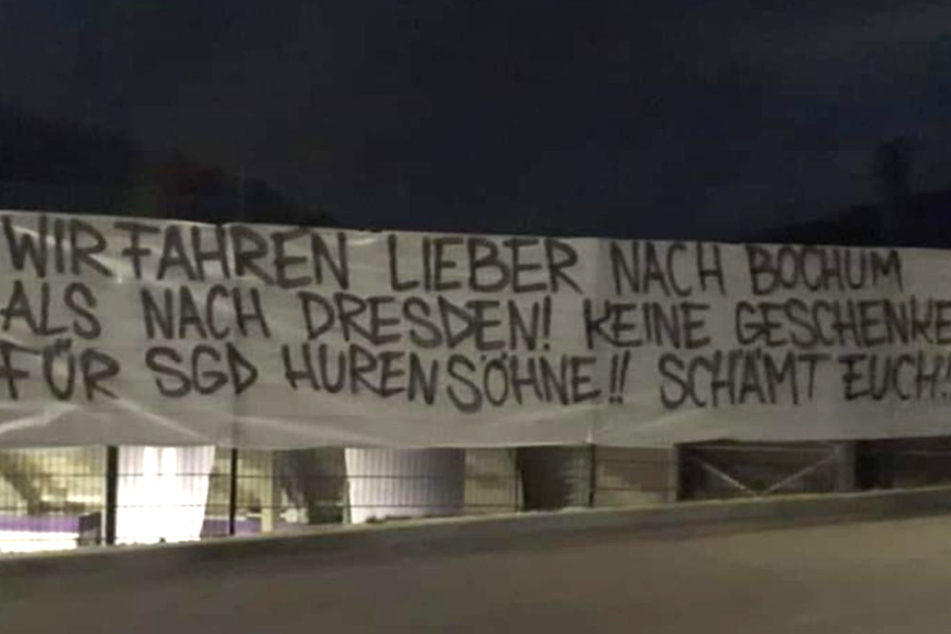 WIR FAHREN LIEBER NACH BOCHUM
ALS NACH DRESDEN! KEINE GESCHENKE
FÜR SGD HURENSÖHNE!! SCHÄMT EUCH!!